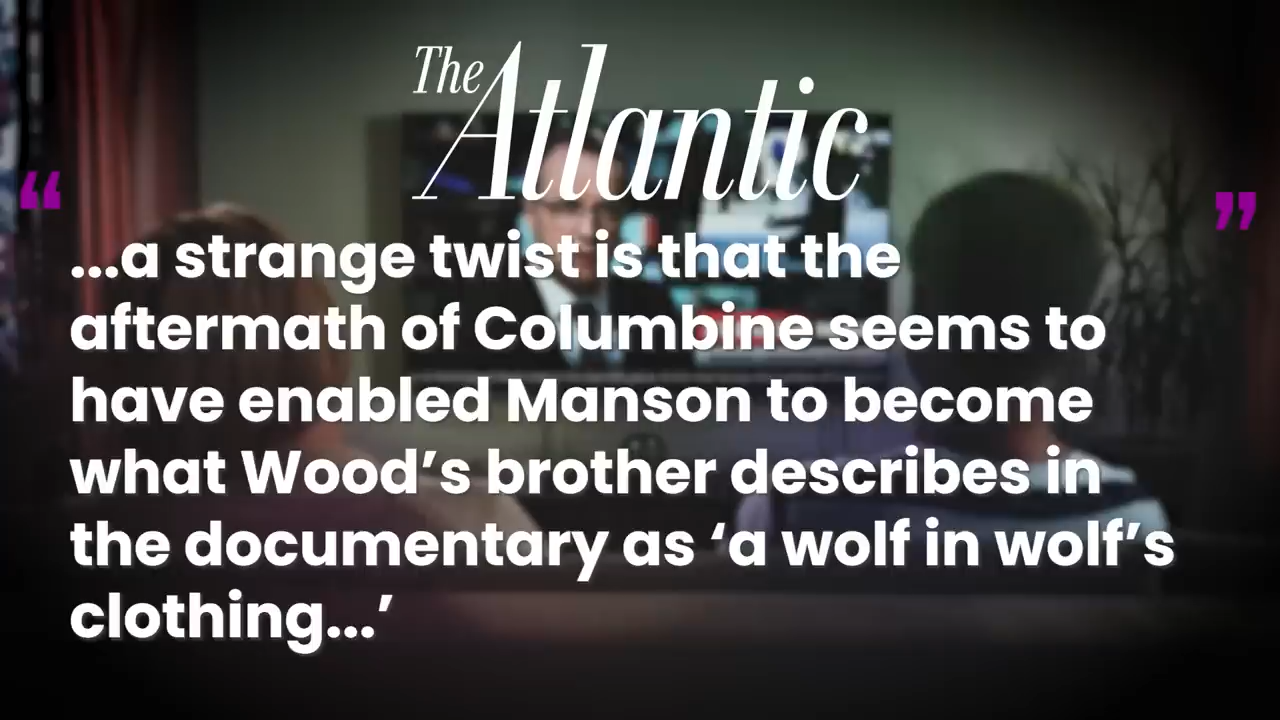 The Atlantic
“ ”
...a strange twist is that the
aftermath of Columbine seems to
have enabled Manson to become
what Wood’s brother describes in
the documentary as ‘a wolf in wolf’s
clothing...’